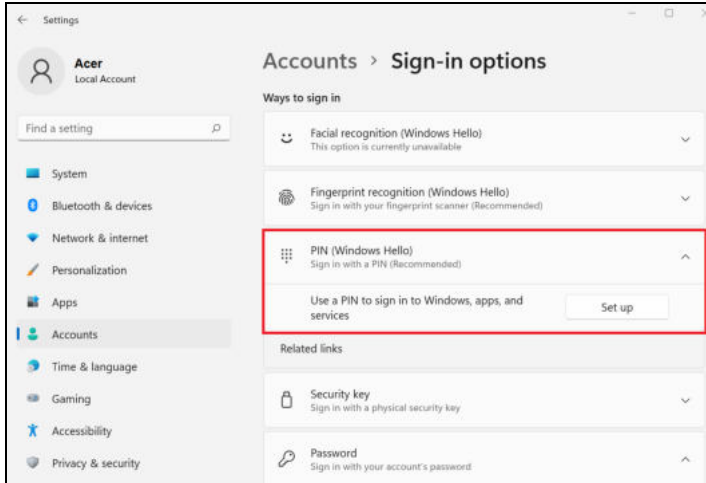 Settings
Acer
Local Account
Find a setting
System
Bluetooth & devices
Network & internet
Personalization
Apps
Accounts
Time & language
Gaming
Accessibility
Privacy & security
Accounts > Sign-in options
Ways to sign in
Facial recognition (Windows Hello)
This option is currently unavailable
Fingerprint recognition (Windows Hello)
Sign in with your fingerprint scanner (Recommended)
PIN (Windows Hello)
Sign in with a PIN (Recommended)
Use a PIN to sign in to Windows, apps, and
services
Set up
Related links
Security key
Sign in with a physical security key
Password
Sign in with your account's password